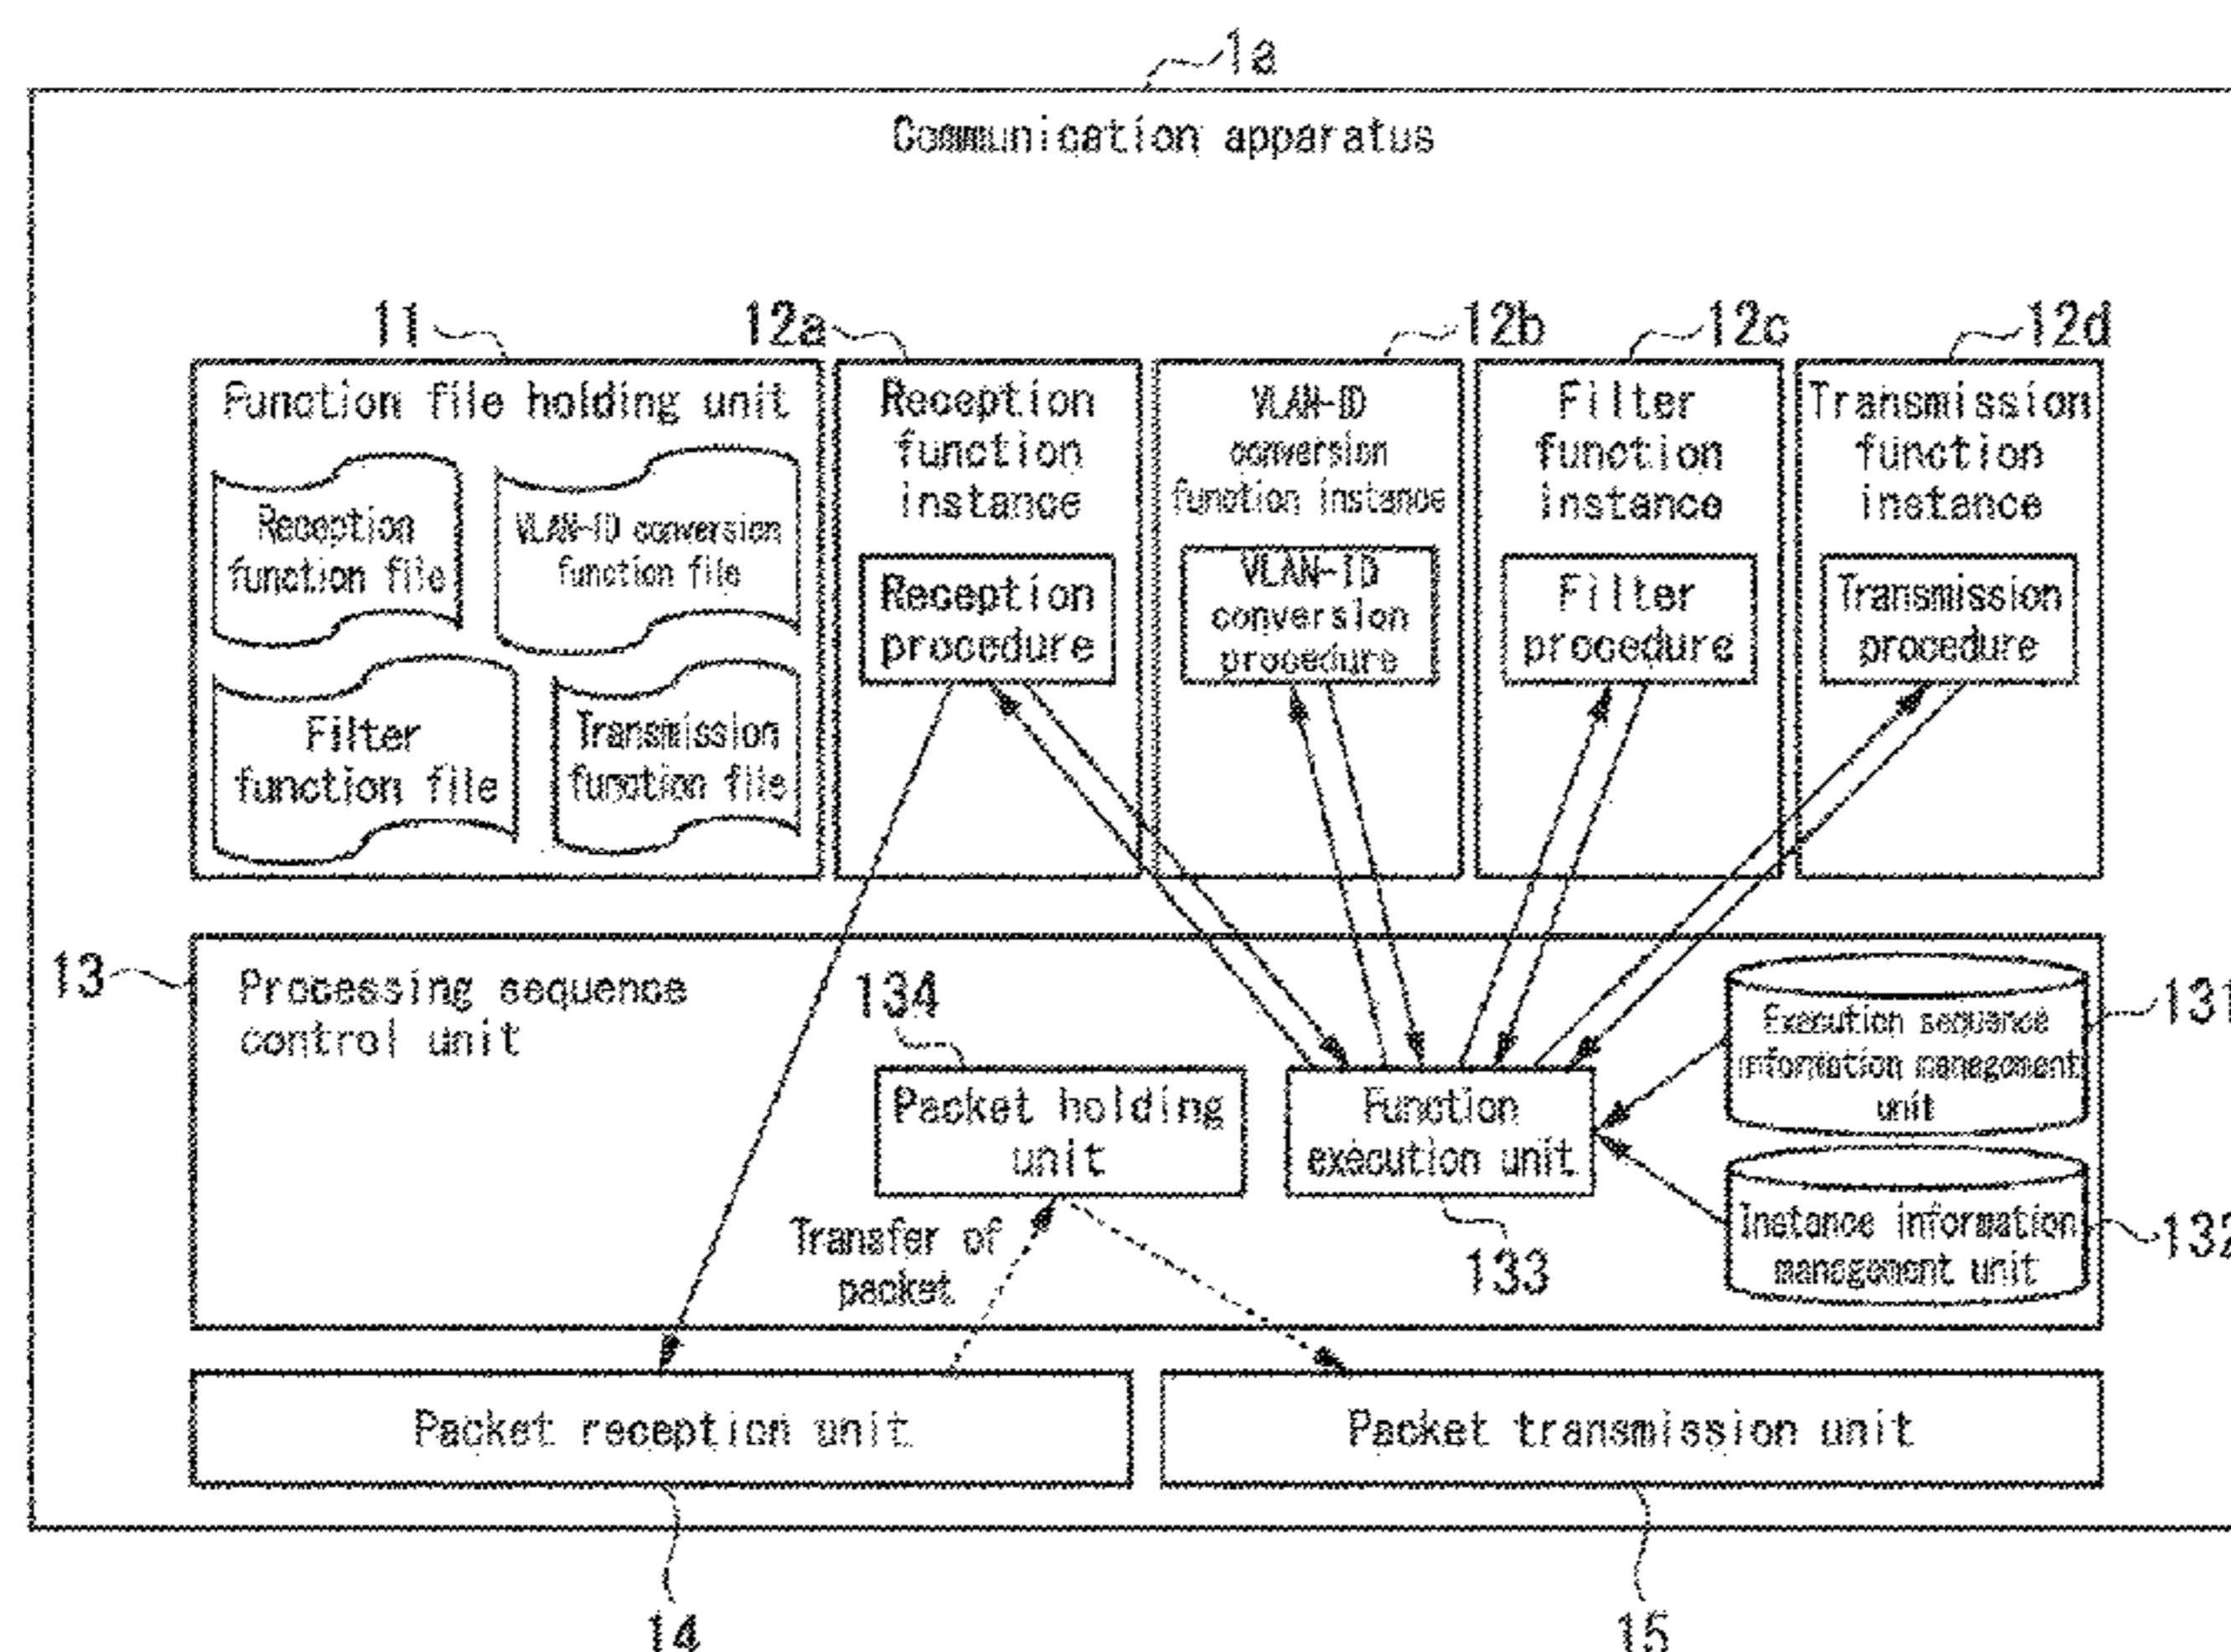 1a
Communication apparatus
11
12a
12b
12c
12d
Function file holding unit
Reception
function file
VLAN-ID conversion
function file
Filter
function file
Transmission
function file
Reception
function
instance
Reception
procedure
VLAN-ID
conversion
function instance
VLAN-ID
conversion
procedure
Filter
function
instance
Filter
procedure
Transmission
function
instance
Transmission
procedure
13
Processing sequence
control unit
134
Packet holding
unit
Function
execution unit
133
Execution sequence
information management
unit
131
Instance information
management unit
132
Transfer of
packet
Packet reception unit
Packet transmission unit
14
15